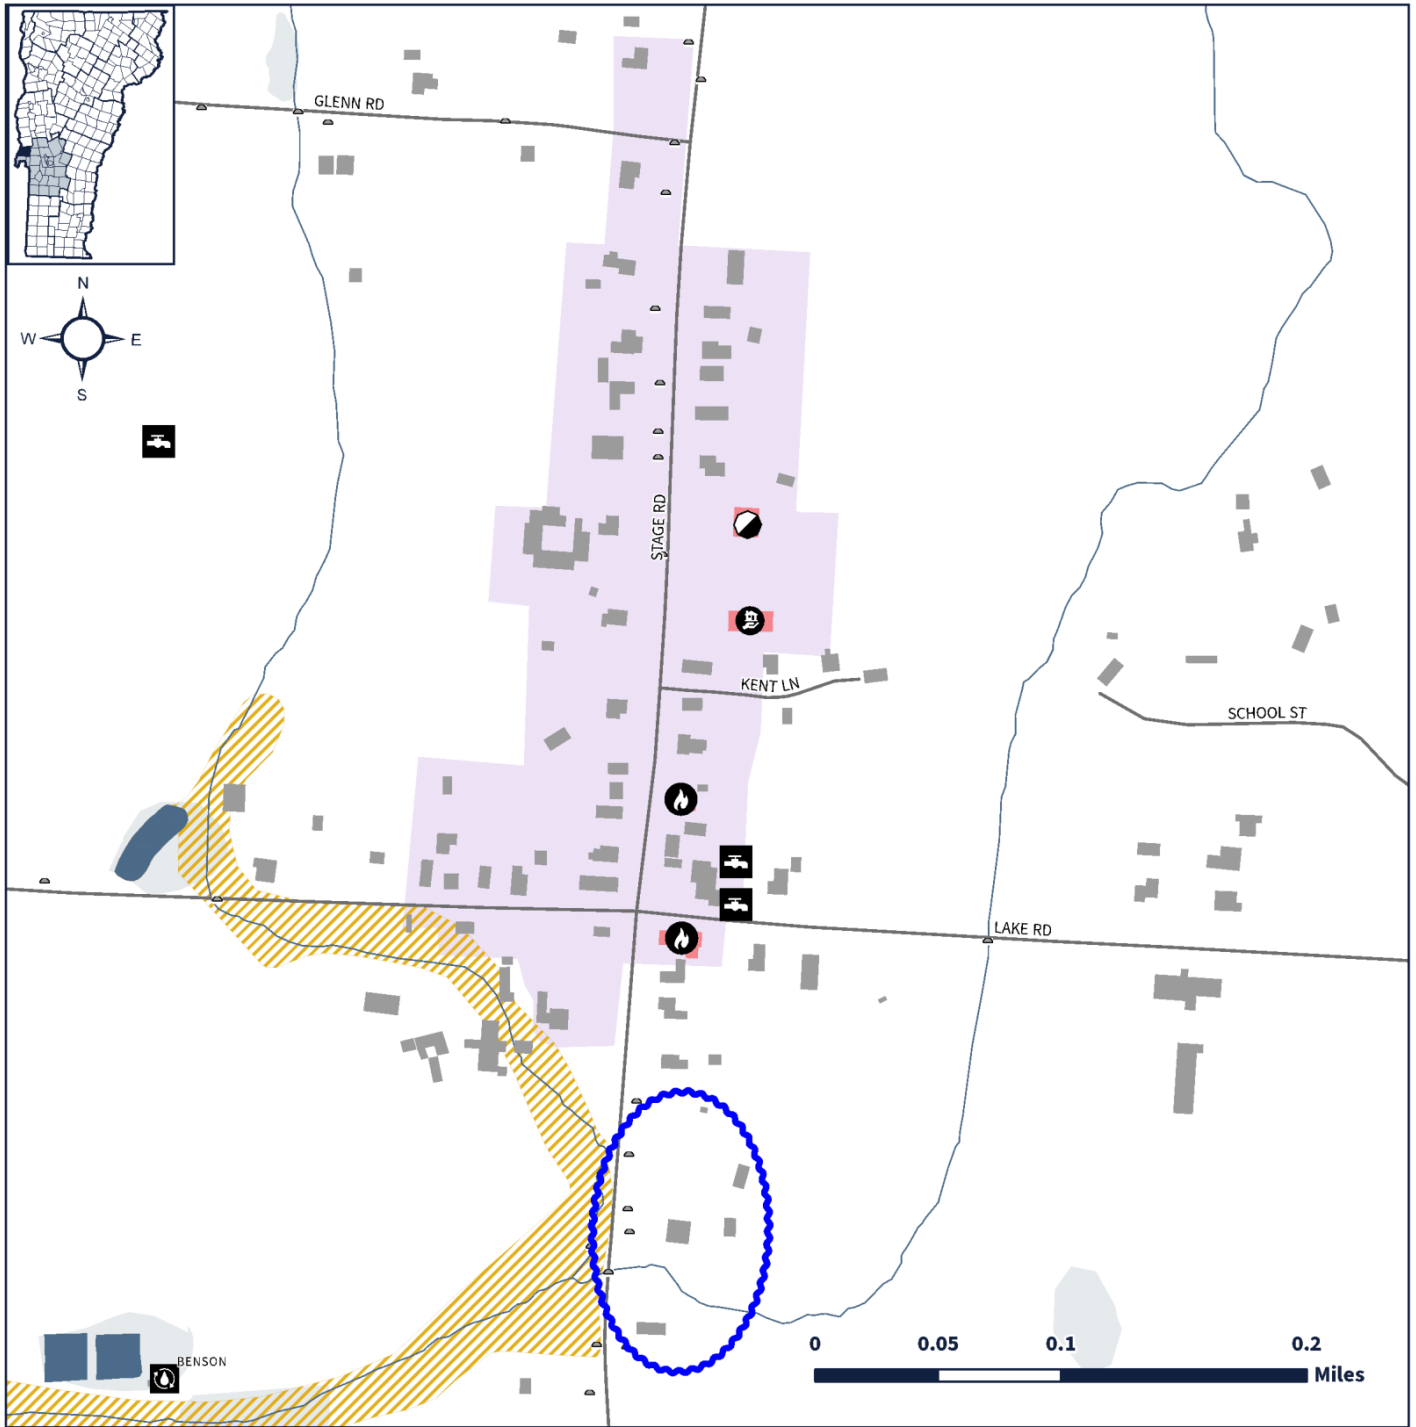 GLENN RD
N
W E
S
STAGE RD
KENT LN
SCHOOL ST
LAKE RD
BENSON
0 0.05 0.1 0.2
Miles